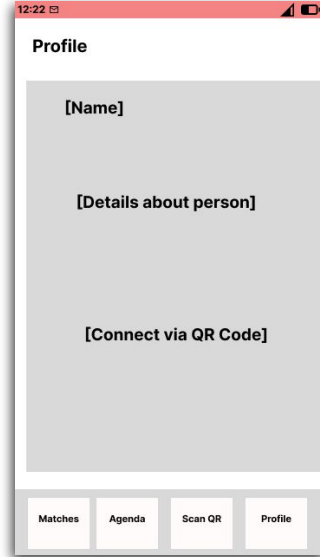 12:22
Profile
[Name]
[Details about person]
[Connect via QR Code]
Matches
Agenda
Scan QR
Profile